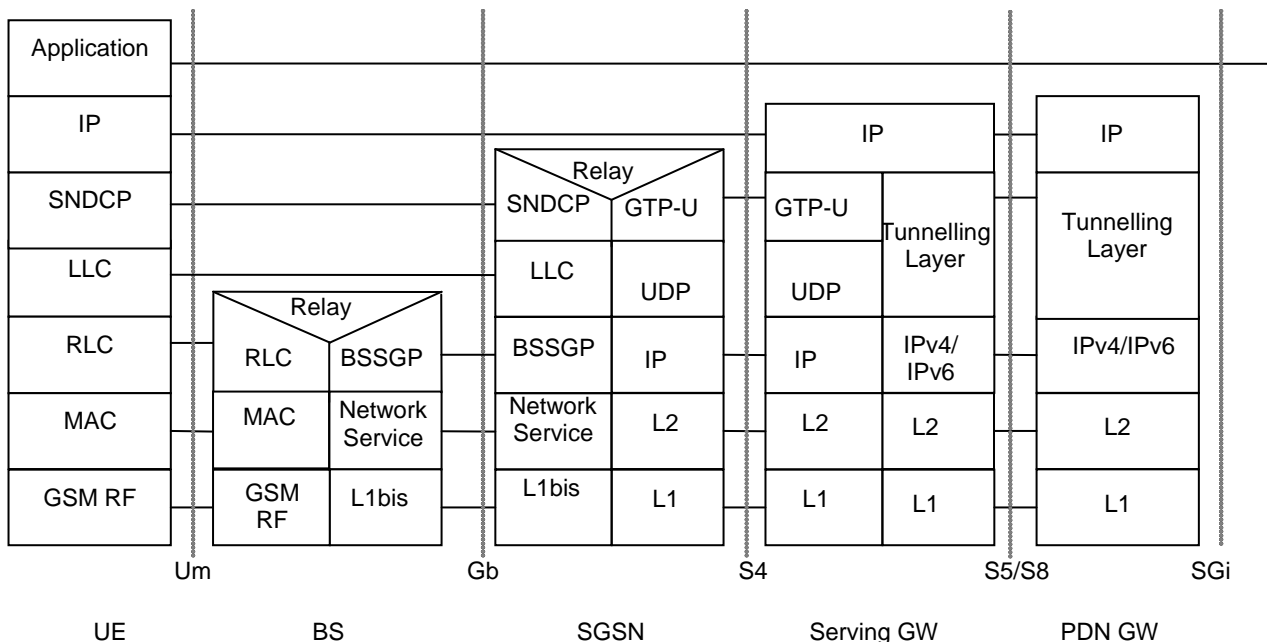 Application
IP
SNDCP
LLC
RLC
MAC
GSM RF
Relay
RLC
BSSGP
MAC
Network
Service
GSM
RF
L1bis
Relay
SNDCP
GTP-U
LLC
UDP
BSSGP
IP
Network
Service
L2
L1bis
L1
IP
GTP-U
Tunnelling
Layer
UDP
IP
IPv4/
IPv6
L2
L2
L1
L1
IP
Tunnelling
Layer
IPv4/IPv6
L2
L1
Um
Gb
S4
S5/S8
SGi
UE
BS
SGSN
Serving GW
PDN GW